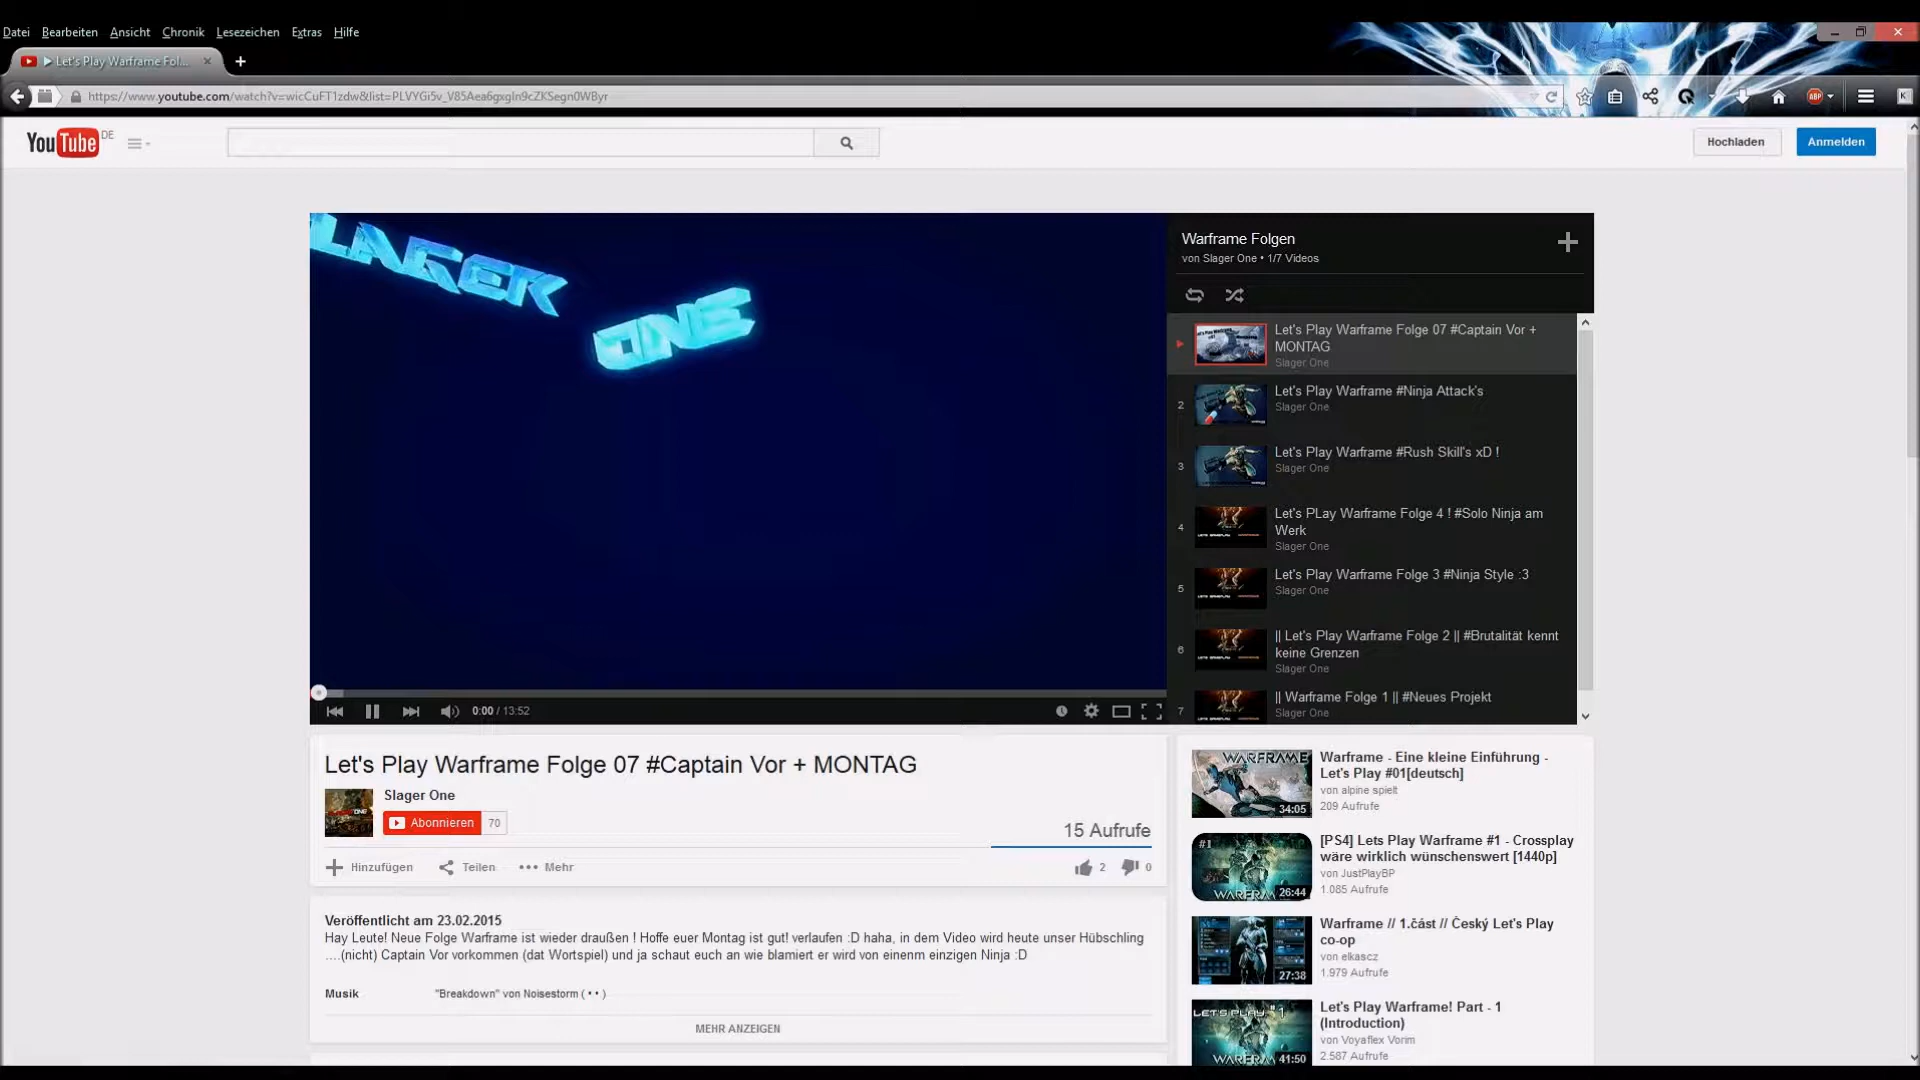 Datei Bearbeiten Ansicht Chronik Lesezeichen Extras Hilfe
Let's Play Warframe Fol...
https://www.youtube.com/watch?v=wicCuFT1zdw&list=PLVYGi5v_V85Aea6gxgln9cZKSegn0WByr
ABP
YouTube DE
Hochladen
Anmelden
LAGER
ONE
Warframe Folgen
von Slager One • 1/7 Videos
Let's Play Warframe Folge 07 #Captain Vor +
MONTAG
Slager One
2
Let's Play Warframe #Ninja Attack's
Slager One
3
Let's Play Warframe #Rush Skill's xD !
Slager One
4
Let's PLay Warframe Folge 4 ! #Solo Ninja am
Werk
Slager One
5
Let's Play Warframe Folge 3 #Ninja Style :3
Slager One
6
|| Let's Play Warframe Folge 2 || #Brutalität kennt
keine Grenzen
Slager One
7
|| Warframe Folge 1 || #Neues Projekt
Slager One
0:00 / 13:52
Let's Play Warframe Folge 07 #Captain Vor + MONTAG
Slager One
Abonnieren 70
15 Aufrufe
Hinzufügen Teilen Mehr
2 0
Veröffentlicht am 23.02.2015
Hay Leute! Neue Folge Warframe ist wieder draußen ! Hoffe euer Montag ist gut! verlaufen :D haha, in dem Video wird heute unser Hübschling
....(nicht) Captain Vor vorkommen (dat Wortspiel) und ja schaut euch an wie blamiert er wird von einenm einzigen Ninja :D
Musik "Breakdown" von Noisestorm ( • • )
MEHR ANZEIGEN
WARFRAME
34:05
Warframe - Eine kleine Einführung -
Let's Play #01[deutsch]
von alpine spielt
209 Aufrufe
#1
WARFRAM
26:44
[PS4] Lets Play Warframe #1 - Crossplay
wäre wirklich wünschenswert [1440p]
von JustPlayBP
1.085 Aufrufe
27:38
Warframe // 1.část // Český Let's Play
co-op
von elkascz
1.979 Aufrufe
LET'S PLAY #1
WARFRAM
41:50
Let's Play Warframe! Part - 1
(Introduction)
von Voyaflex Vorim
2.587 Aufrufe